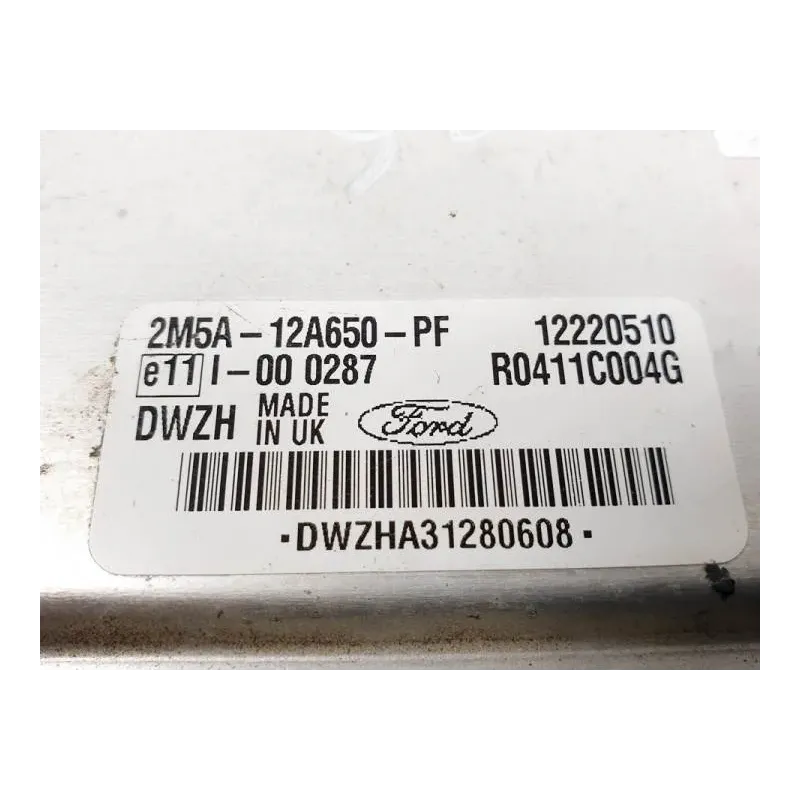 2M5A-12A650-PF 12220510
e11 I-00 0287 R0411C004G
DWZH MADE IN UK Ford
·DWZHA31280608·